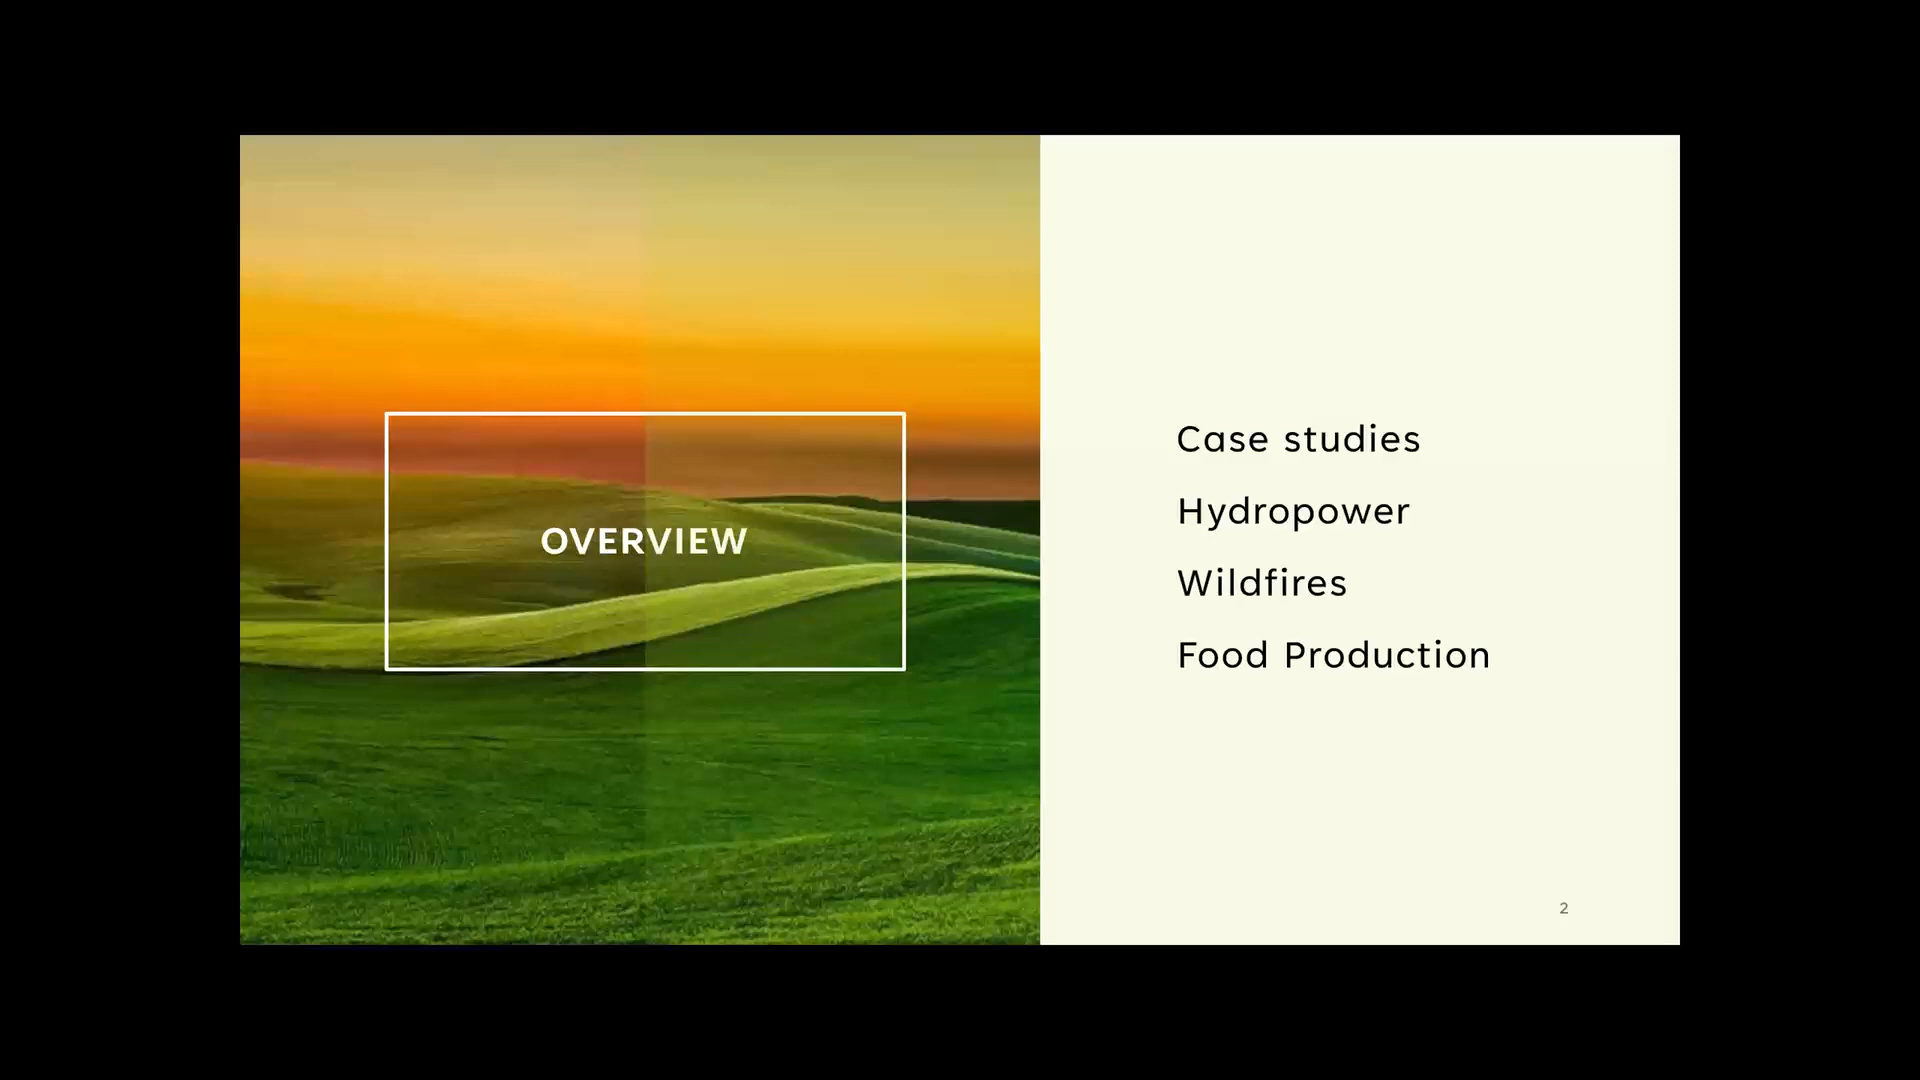 OVERVIEW
Case studies
Hydropower
Wildfires
Food Production
2